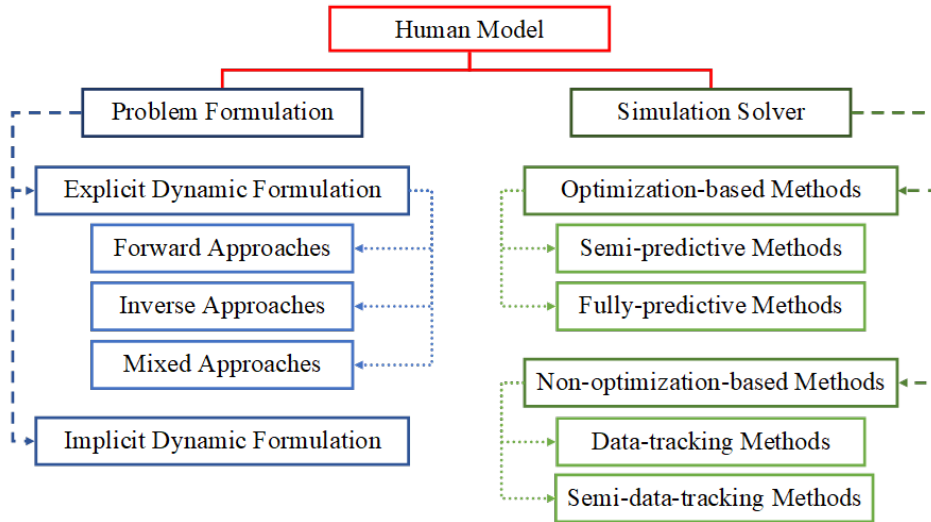 Human Model
Problem Formulation
Simulation Solver
Explicit Dynamic Formulation
Optimization-based Methods
Forward Approaches
Semi-predictive Methods
Inverse Approaches
Fully-predictive Methods
Mixed Approaches
Non-optimization-based Methods
Implicit Dynamic Formulation
Data-tracking Methods
Semi-data-tracking Methods